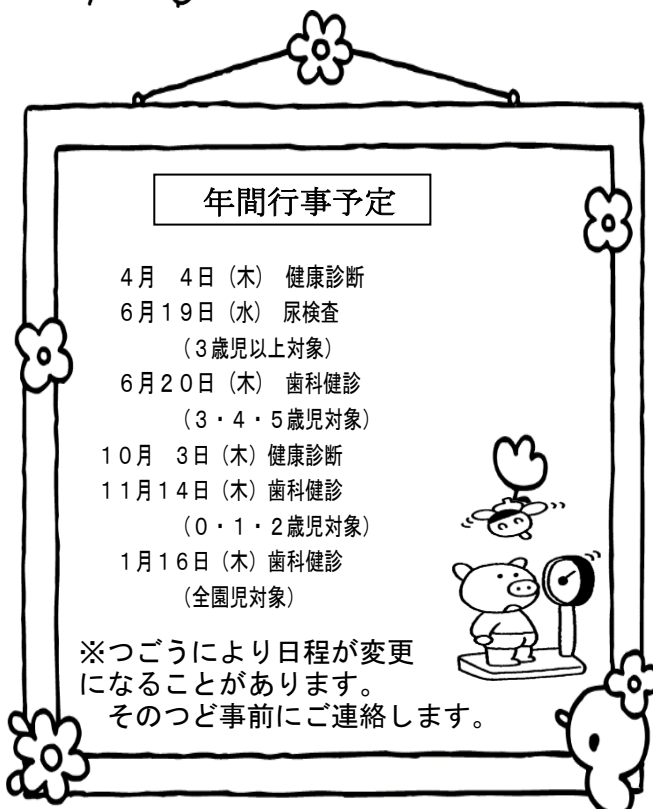 年間行事予定
４月　４日（木）　健康診断
６月１９日（水）　尿検査
（３歳児以上対象）
６月２０日（木）　歯科健診
（３・４・５歳児対象）
１０月　３日（木）健康診断
１１月１４日（木）歯科健診
（０・１・２歳児対象）
１月１６日（木）歯科健診
（全園児対象）
※つごうにより日程が変更
になることがあります。
そのつど事前にご連絡します。